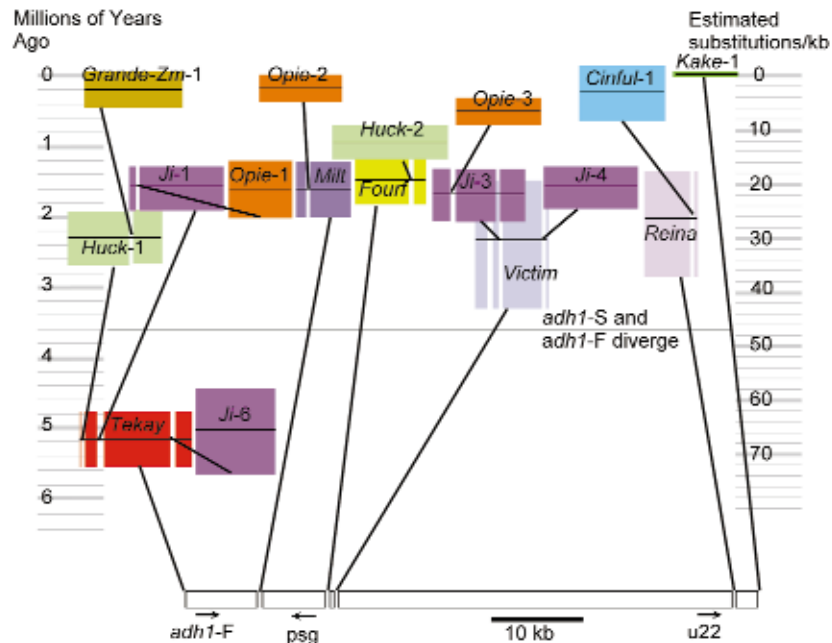 Millions of Years
Ago
Estimated
substitutions/kb
0
Grande-Zm-1
Opie-2
Cinful-1
Kake-1
0
Opie-3
1
Huck-2
10
Ji-1
Opie-1
Milt
Fourf
Ji-3
Ji-4
20
2
Huck-1
Reina
30
Victim
3
40
adh1-S and
adh1-F diverge
50
4
60
Ji-6
5
Tekay
70
6
adh1-F
psg
10 kb
u22